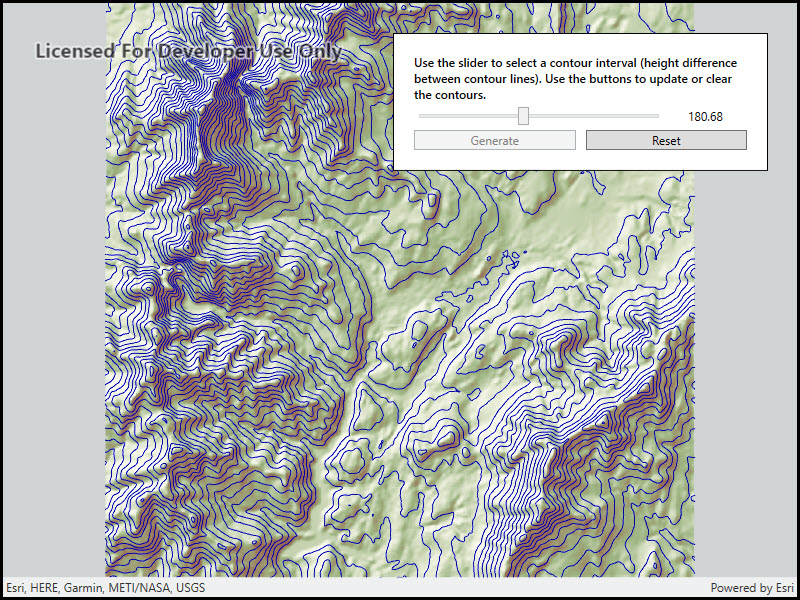 Licensed For Developer Use Only
Use the slider to select a contour interval (height difference
between contour lines). Use the buttons to update or clear
the contours.
180.68
Generate
Reset
Esri, HERE, Garmin, METI/NASA, USGS
Powered by Esri